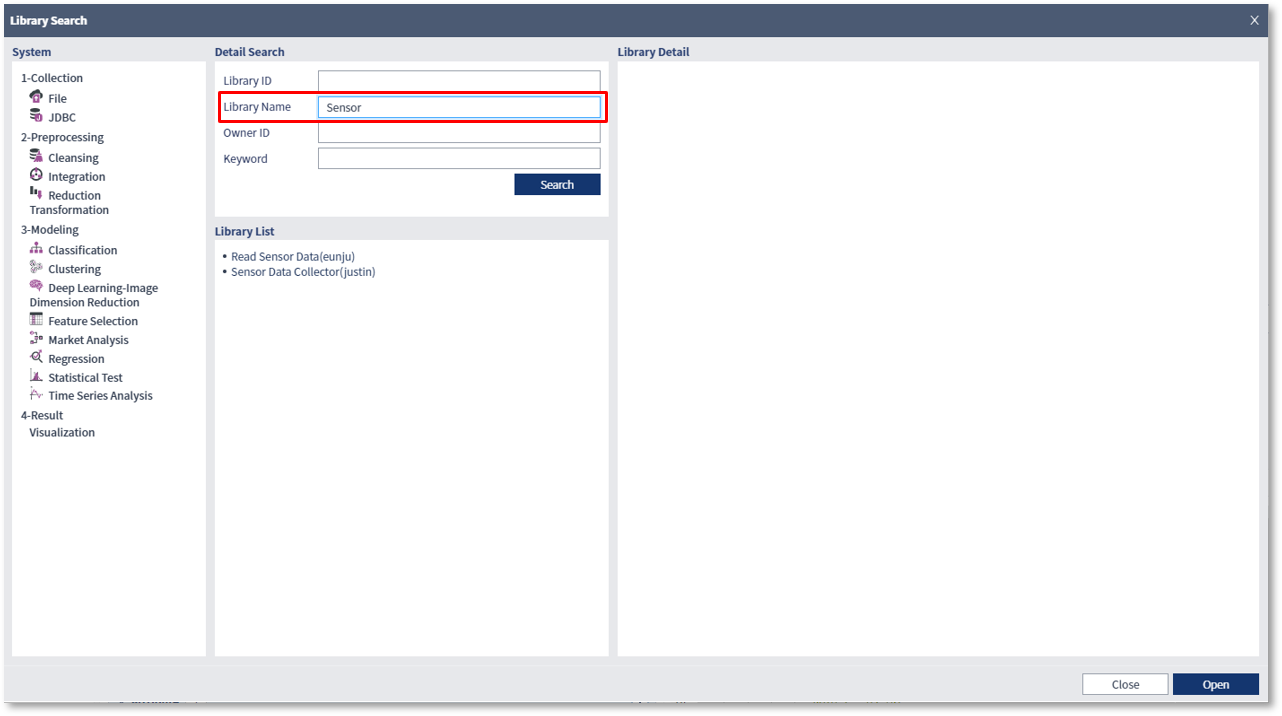 Library Search
X
System
1-Collection
File
JDBC
2-Preprocessing
Cleansing
Integration
Reduction
Transformation
3-Modeling
Classification
Clustering
Deep Learning-Image
Dimension Reduction
Feature Selection
Market Analysis
Regression
Statistical Test
Time Series Analysis
4-Result
Visualization
Detail Search
Library ID
Library Name Sensor
Owner ID
Keyword
Search
Library List
• Read Sensor Data(eunju)
• Sensor Data Collector(justin)
Library Detail
Close Open